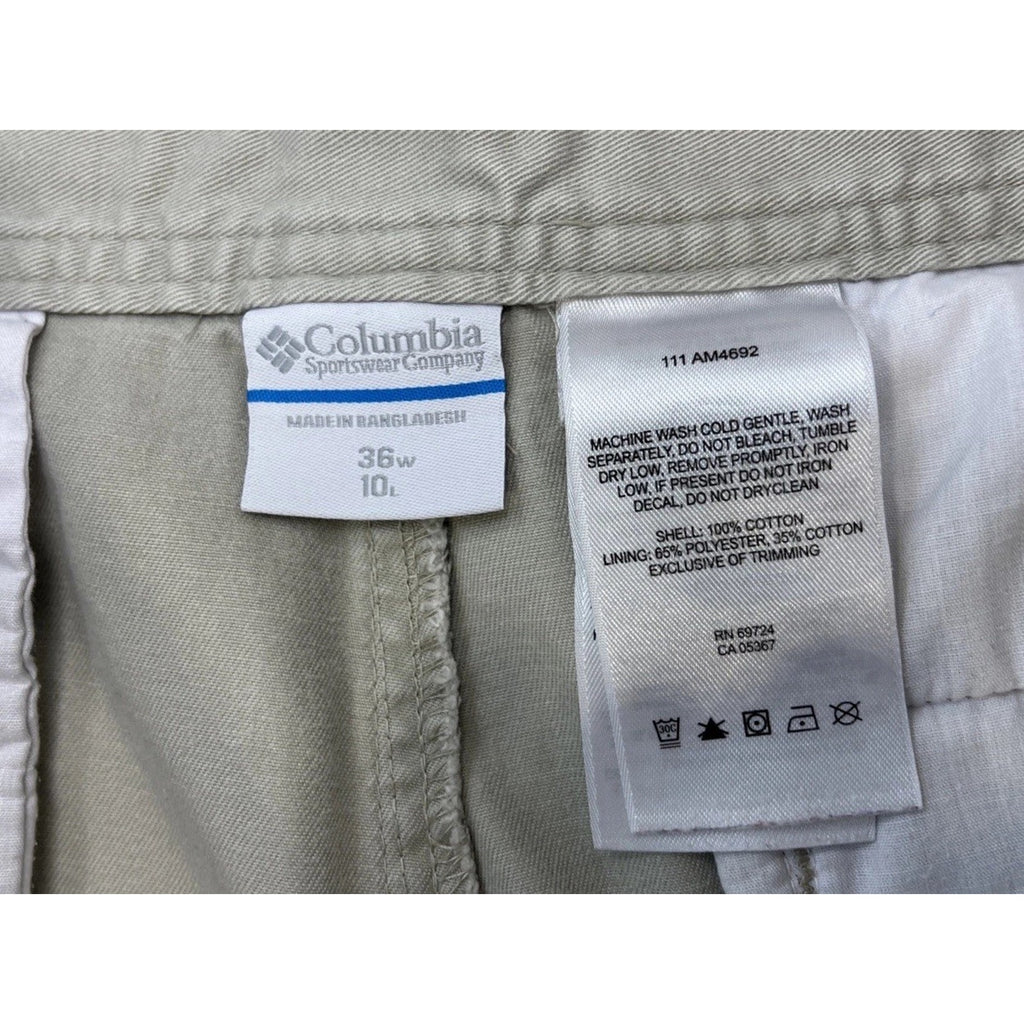 Columbia
Sportswear Company
MADE IN BANGLADESH
36W
10L
111 AM4692
MACHINE WASH COLD GENTLE, WASH
SEPARATELY, DO NOT BLEACH, TUMBLE
DRY LOW, REMOVE PROMPTLY, IRON
LOW, IF PRESENT DO NOT IRON
DECAL, DO NOT DRYCLEAN
SHELL: 100% COTTON
LINING: 65% POLYESTER, 35% COTTON
EXCLUSIVE OF TRIMMING
RN 69724
CA 05367
30C